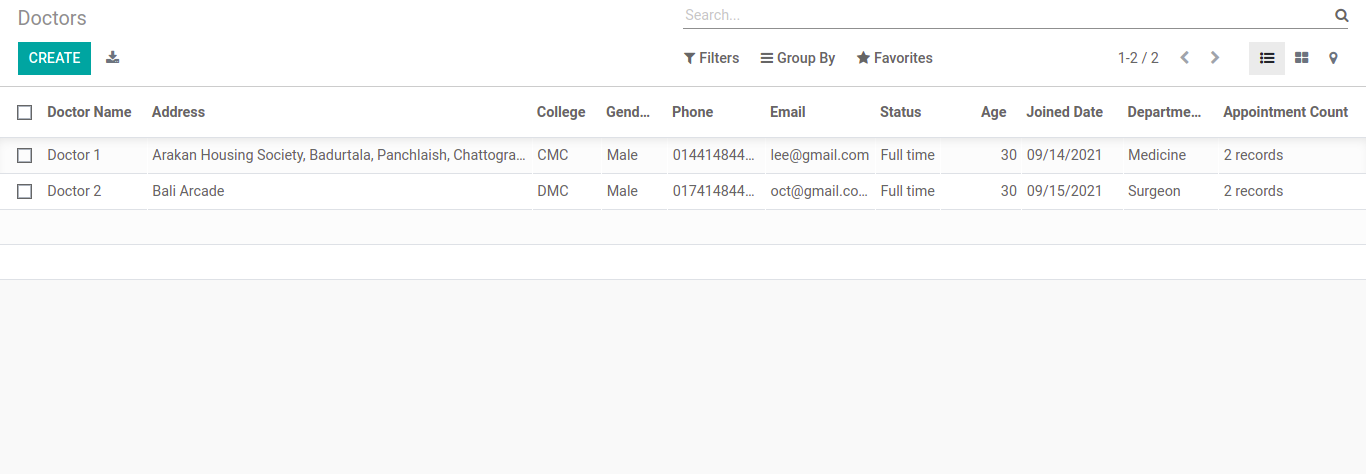 Doctors
Search...
CREATE
Filters Group By Favorites 1-2 / 2
Doctor Name Address College Gend... Phone Email Status Age Joined Date Departme... Appointment Count
Doctor 1 Arakan Housing Society, Badurtala, Panchlaish, Chattogra... CMC Male 014414844... lee@gmail.com Full time 30 09/14/2021 Medicine 2 records
Doctor 2 Bali Arcade DMC Male 017414844... oct@gmail.co... Full time 30 09/15/2021 Surgeon 2 records